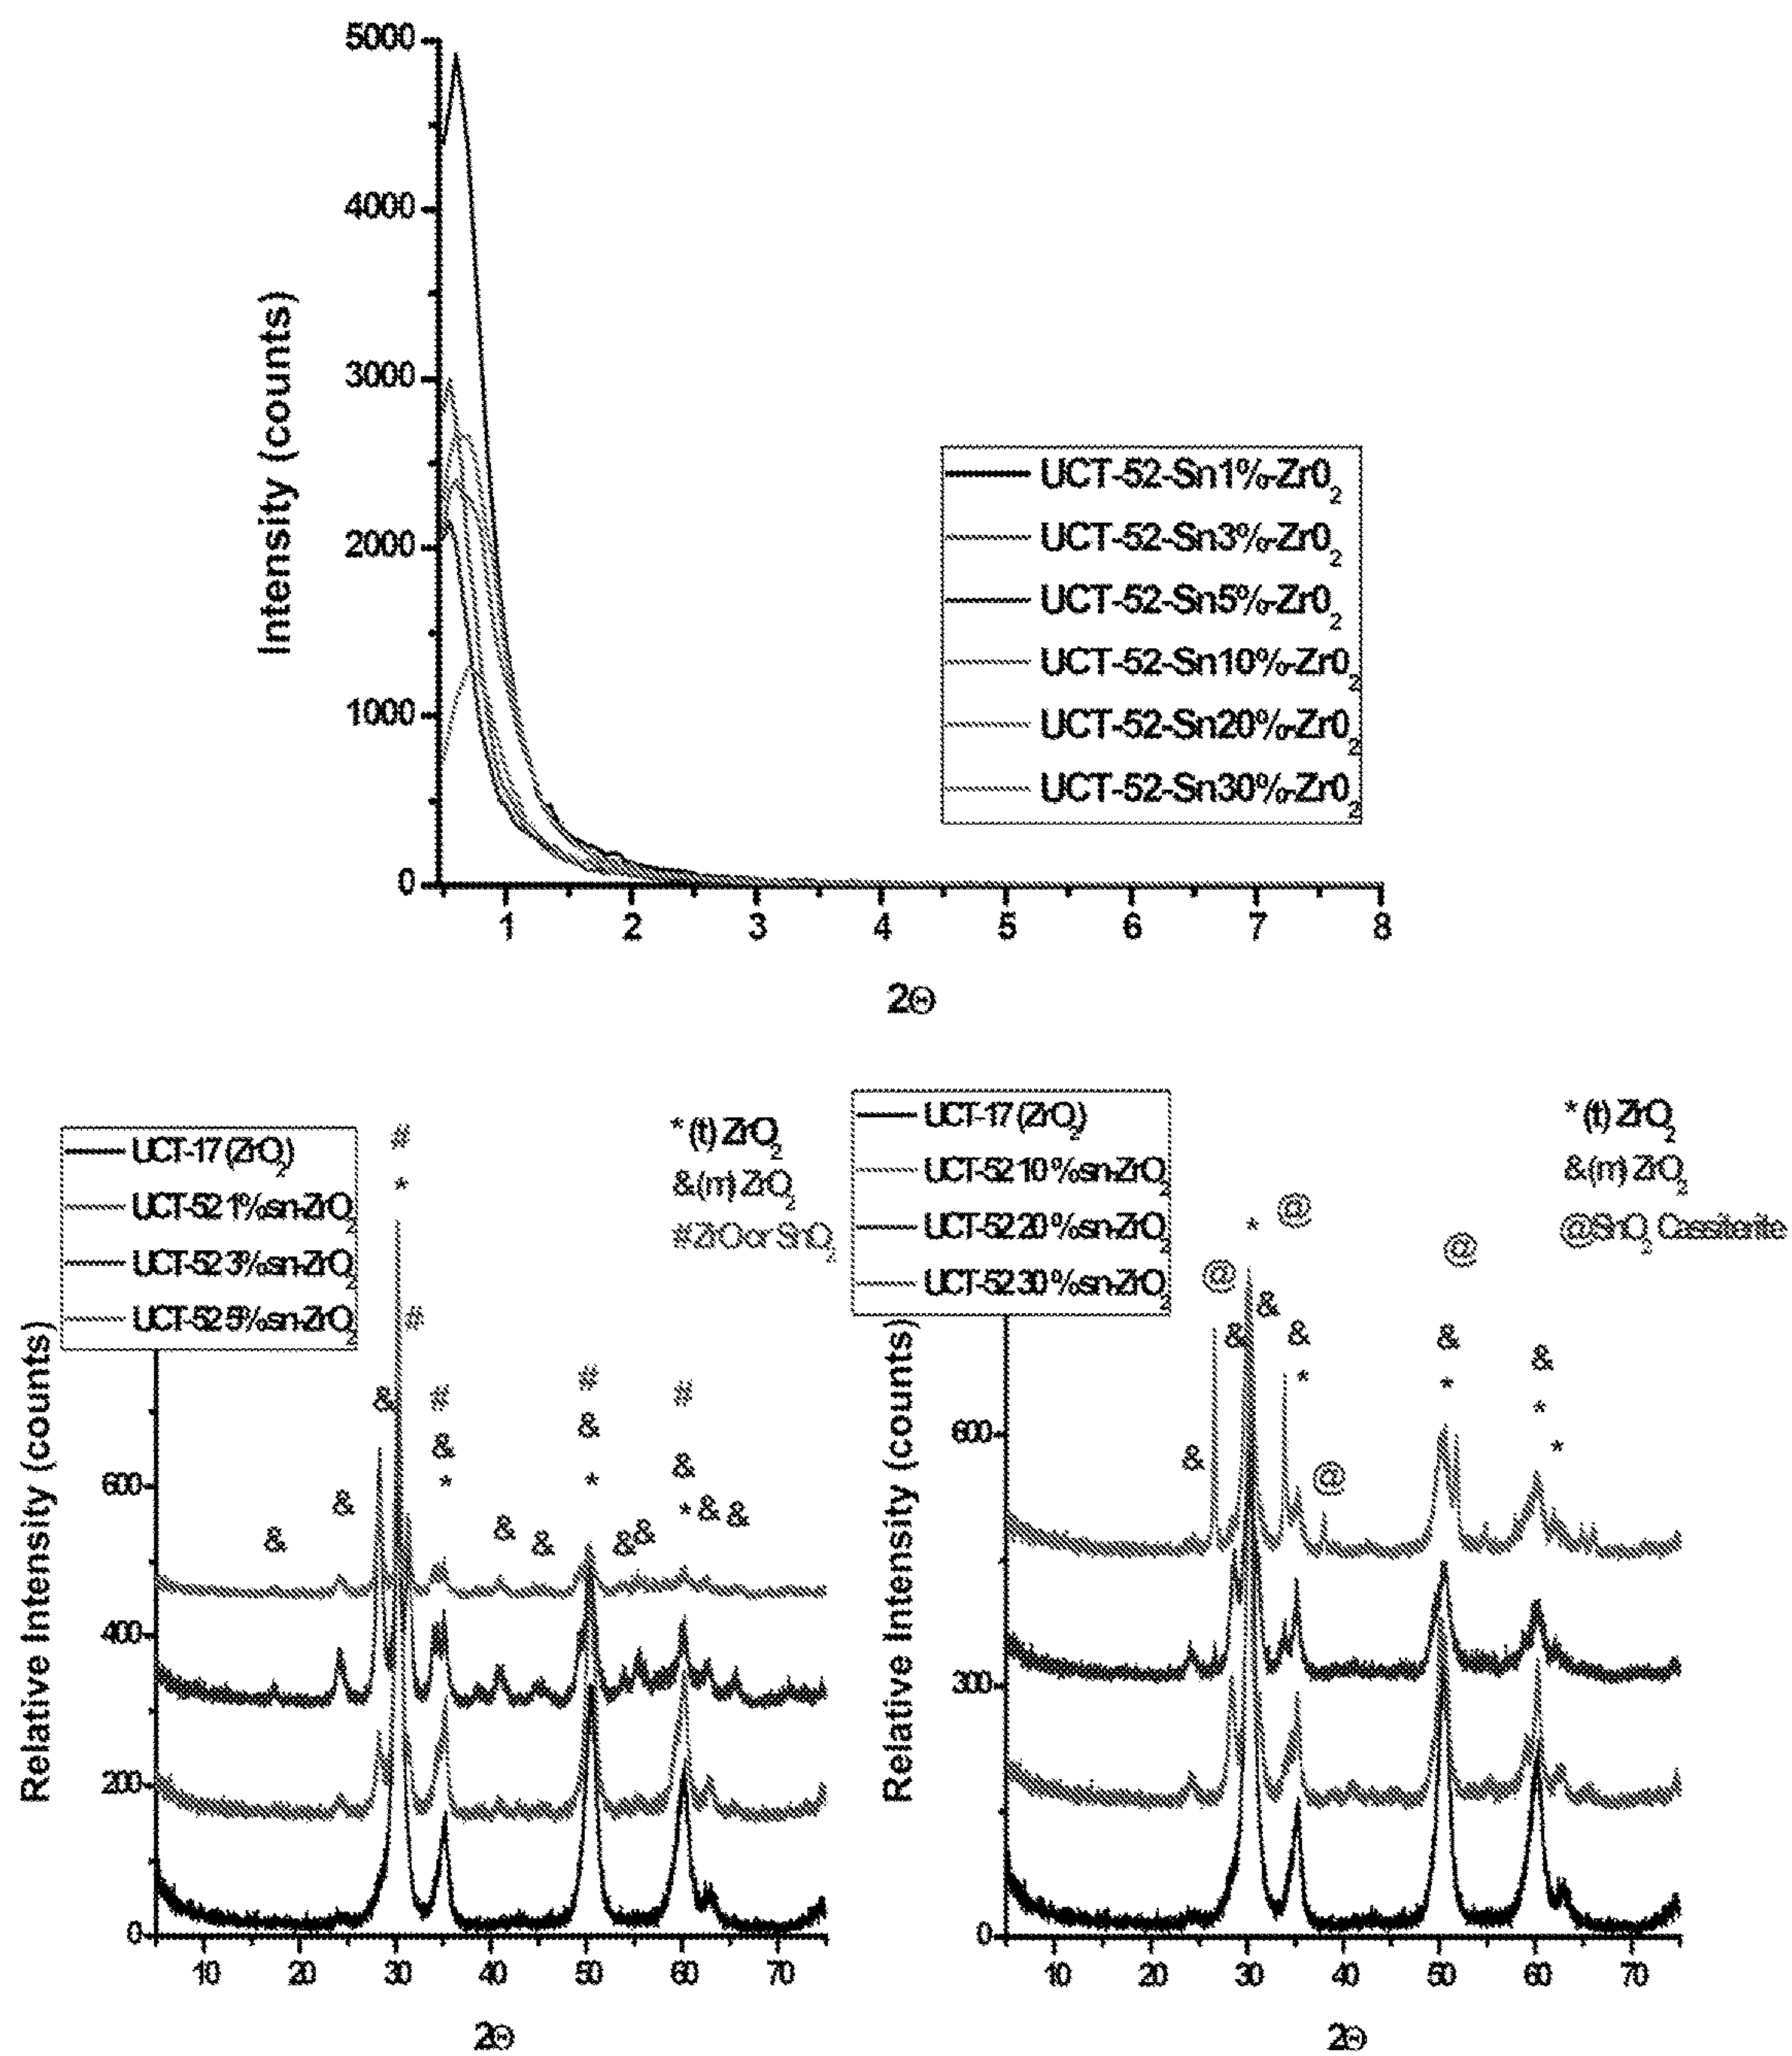 5000
4000
3000
2000
1000
0
Intensity (counts)
UCT-52-Sn1%-Zr0₂
UCT-52-Sn3%-Zr0₂
UCT-52-Sn5%-Zr0₂
UCT-52-Sn10%-Zr0₂
UCT-52-Sn20%-Zr0₂
UCT-52-Sn30%-Zr0₂
1 2 3 4 5 6 7 8
2Θ
UCT-17 (ZrO₂)
UCT-52 1%sn-ZrO₂
UCT-52 3%sn-ZrO₂
UCT-52 5%sn-ZrO₂
* (t) ZrO₂
& (m) ZrO₂
# ZrO or SnO₂
# * # & & & # & * & & # & * & & # & * & &
Relative Intensity (counts)
600
400
200
0
10 20 30 40 50 60 70
2Θ
UCT-17 (ZrO₂)
UCT-52 10%sn-ZrO₂
UCT-52 20%sn-ZrO₂
UCT-52 30%sn-ZrO₂
* (t) ZrO₂
& (m) ZrO₂
@ SnO₂ Cassiterite
& @ & * & @ & * @ @ & * & * *
Relative Intensity (counts)
600
300
0
10 20 30 40 50 60 70
2Θ